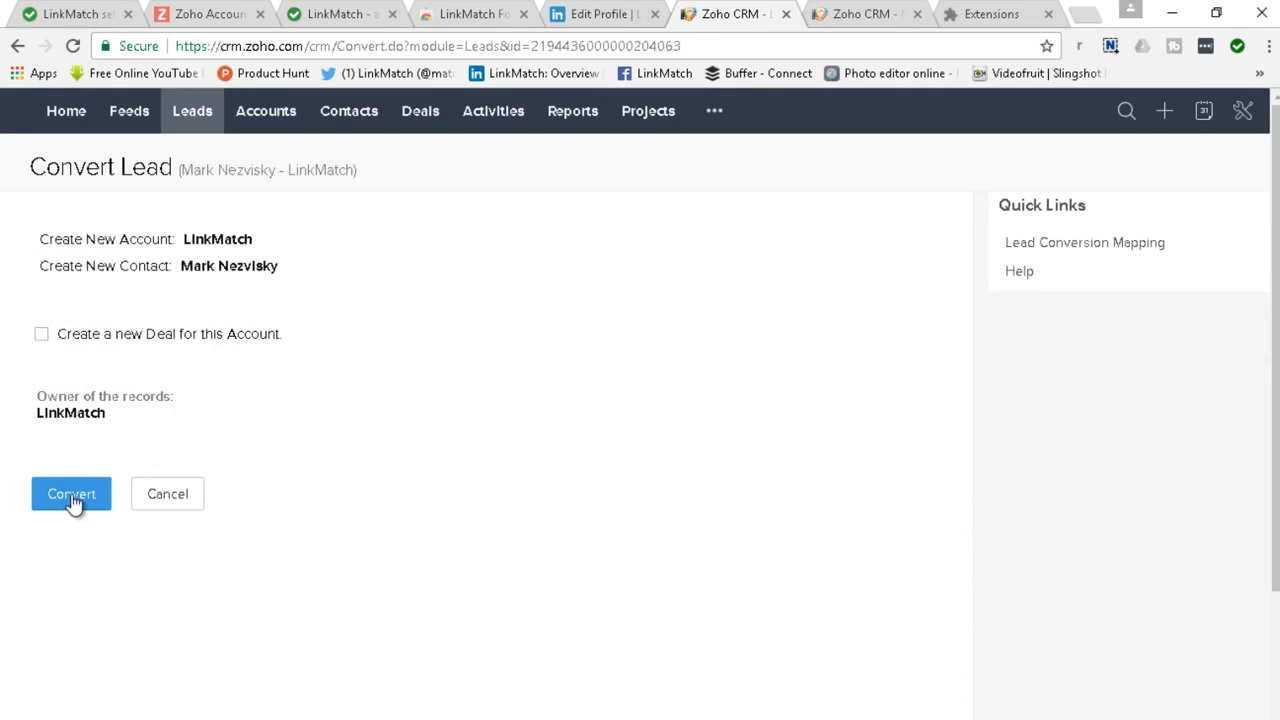 LinkMatch se
Zoho Accoun
LinkMatch - a
LinkMatch Fo
Edit Profile | L
Zoho CRM - L
Zoho CRM -
Extensions
Secure
https://crm.zoho.com/crm/Convert.do?module=Leads&id=2194436000000204063
Apps
Free Online YouTube
Product Hunt
(1) LinkMatch (@mat
LinkMatch: Overview
LinkMatch
Buffer - Connect
Photo editor online -
Videofruit | Slingshot
»
Home
Feeds
Leads
Accounts
Contacts
Deals
Activities
Reports
Projects
•••
31
Convert Lead (Mark Nezvisky - LinkMatch)
Quick Links
Create New Account: LinkMatch
Lead Conversion Mapping
Create New Contact: Mark Nezvisky
Help
Create a new Deal for this Account.
Owner of the records:
LinkMatch
Convert
Cancel